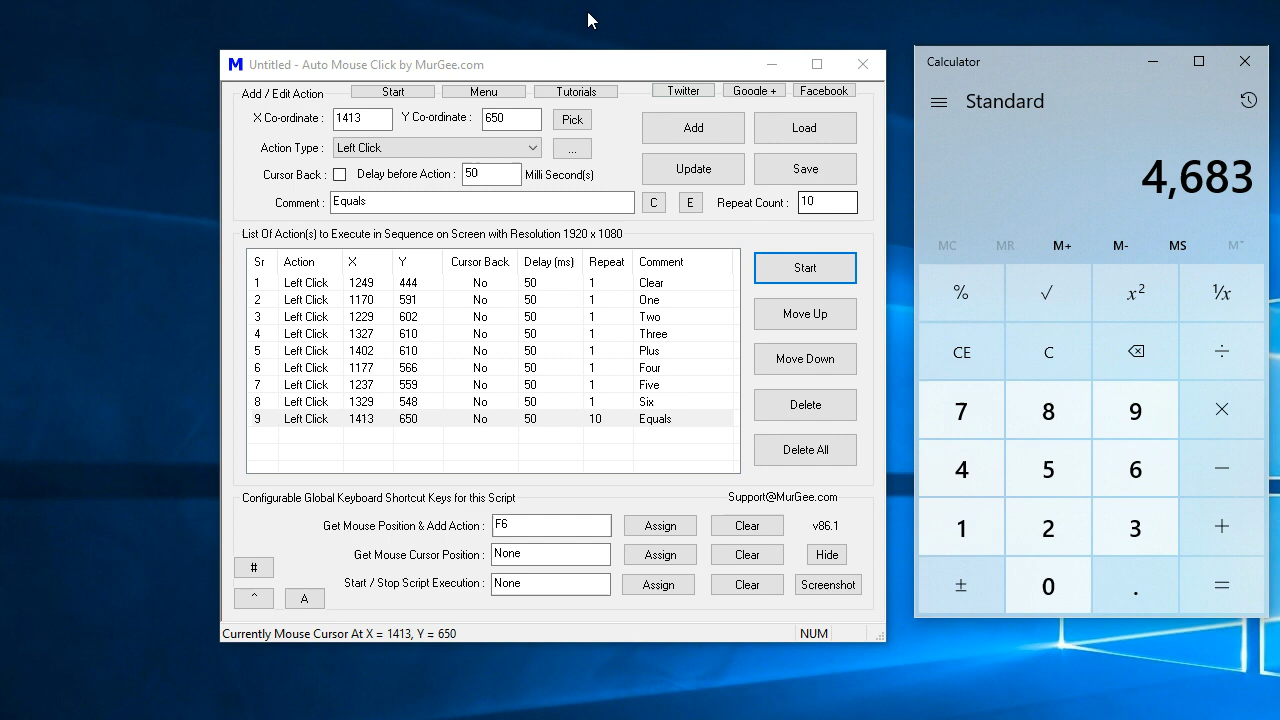 M Untitled - Auto Mouse Click by MurGee.com
Add / Edit Action Start Menu Tutorials Twitter Google + Facebook
X Co-ordinate : 1413 Y Co-ordinate : 650 Pick Add Load
Action Type : Left Click ...
Cursor Back : Delay before Action : 50 Milli Second(s) Update Save
Comment : Equals C E Repeat Count : 10
List Of Action(s) to Execute in Sequence on Screen with Resolution 1920 x 1080
Sr Action X Y Cursor Back Delay (ms) Repeat Comment
1 Left Click 1249 444 No 50 1 Clear
2 Left Click 1170 591 No 50 1 One
3 Left Click 1229 602 No 50 1 Two
4 Left Click 1327 610 No 50 1 Three
5 Left Click 1402 610 No 50 1 Plus
6 Left Click 1177 566 No 50 1 Four
7 Left Click 1237 559 No 50 1 Five
8 Left Click 1329 548 No 50 1 Six
9 Left Click 1413 650 No 50 10 Equals
Start
Move Up
Move Down
Delete
Delete All
Configurable Global Keyboard Shortcut Keys for this Script Support@MurGee.com
Get Mouse Position & Add Action : F6 Assign Clear v86.1
Get Mouse Cursor Position : None Assign Clear Hide
# Start / Stop Script Execution : None Assign Clear Screenshot
^ A
Currently Mouse Cursor At X = 1413, Y = 650 NUM
Calculator
Standard
4,683
MC MR M+ M- MS M˅
% √ x² ¹/x
CE C ⌫ ÷
7 8 9 ×
4 5 6 −
1 2 3 +
± 0 . =